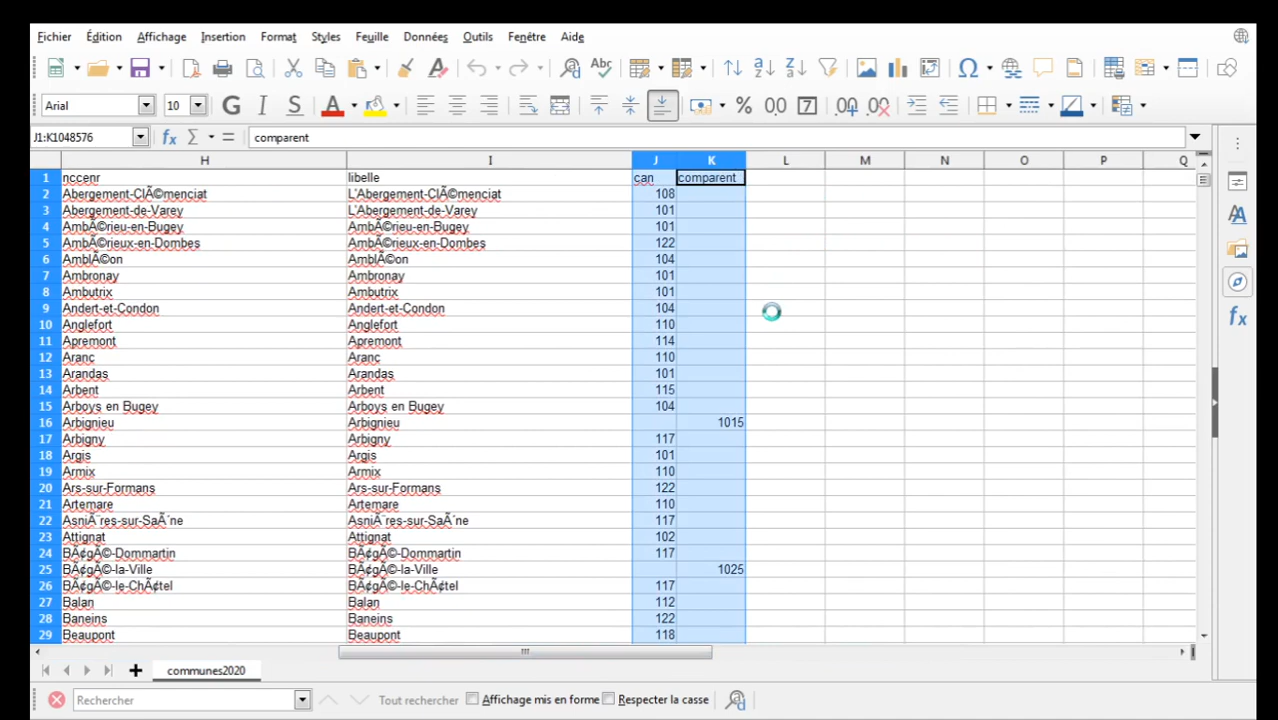 Fichier Édition Affichage Insertion Format Styles Feuille Données Outils Fenêtre Aide
Arial 10 G I S
J1:K1048576 comparent
H I J K L M N O P Q
1 nccenr libelle can comparent
2 Abergement-ClÃ©menciat L'Abergement-ClÃ©menciat 108
3 Abergement-de-Varey L'Abergement-de-Varey 101
4 AmbÃ©rieu-en-Bugey AmbÃ©rieu-en-Bugey 101
5 AmbÃ©rieux-en-Dombes AmbÃ©rieux-en-Dombes 122
6 AmblÃ©on AmblÃ©on 104
7 Ambronay Ambronay 101
8 Ambutrix Ambutrix 101
9 Andert-et-Condon Andert-et-Condon 104
10 Anglefort Anglefort 110
11 Apremont Apremont 114
12 Aranc Aranc 110
13 Arandas Arandas 101
14 Arbent Arbent 115
15 Arboys en Bugey Arboys en Bugey 104
16 Arbignieu Arbignieu 1015
17 Arbigny Arbigny 117
18 Argis Argis 101
19 Armix Armix 110
20 Ars-sur-Formans Ars-sur-Formans 122
21 Artemare Artemare 110
22 AsniÃ¨res-sur-SaÃ´ne AsniÃ¨res-sur-SaÃ´ne 117
23 Attignat Attignat 102
24 BÃ¢gÃ©-Dommartin BÃ¢gÃ©-Dommartin 117
25 BÃ¢gÃ©-la-Ville BÃ¢gÃ©-la-Ville 1025
26 BÃ¢gÃ©-le-ChÃ¢tel BÃ¢gÃ©-le-ChÃ¢tel 117
27 Balan Balan 112
28 Baneins Baneins 122
29 Beaupont Beaupont 118
communes2020
Rechercher Tout rechercher Affichage mis en forme Respecter la casse